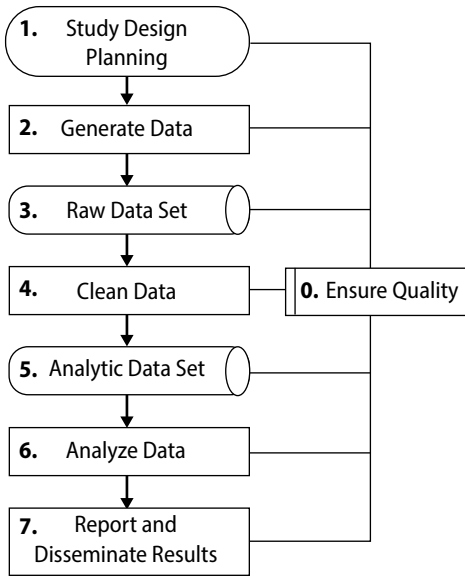 1. Study Design
Planning
2. Generate Data
3. Raw Data Set
4. Clean Data
0. Ensure Quality
5. Analytic Data Set
6. Analyze Data
7. Report and
Disseminate Results